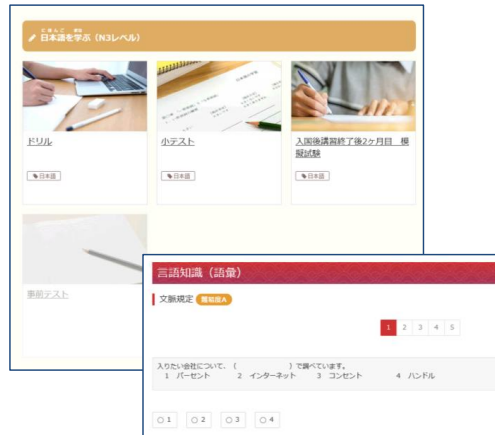 日本語を学ぶ（N3レベル）
ドリル
日本語
小テスト
日本語
入国後講習終了後2ヶ月目　模
擬試験
日本語
事前テスト
言語知識（語彙）
文脈規定 難易度A
1 2 3 4 5
入りたい会社について、（　　　　　）で調べています。
1 パーセント　2 インターネット　3 コンセント　4 ハンドル
1 2 3 4